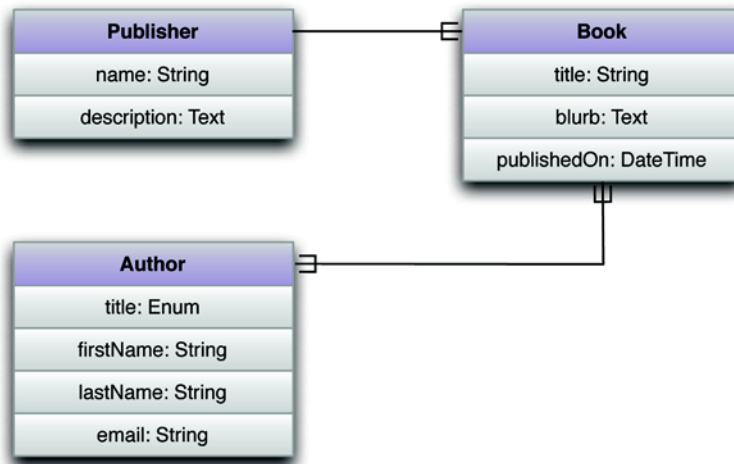 Publisher
name: String
description: Text
Book
title: String
blurb: Text
publishedOn: DateTime
Author
title: Enum
firstName: String
lastName: String
email: String